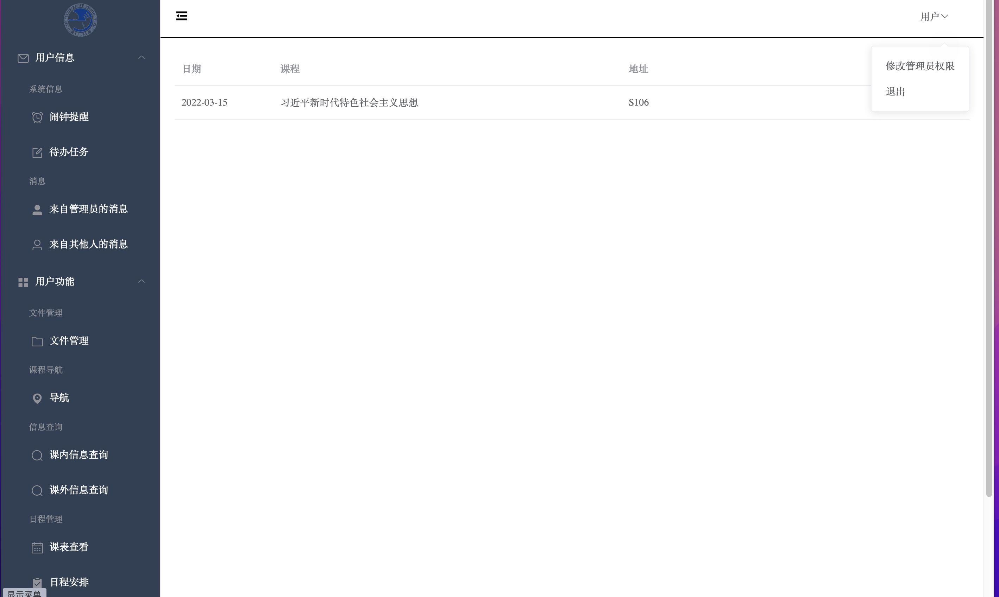 用户信息
系统信息
闹钟提醒
待办任务
消息
来自管理员的消息
来自其他人的消息
用户功能
文件管理
文件管理
课程导航
导航
信息查询
课内信息查询
课外信息查询
日程管理
课表查看
日程安排
显示菜单
用户
修改管理员权限
退出
日期 课程 地址
2022-03-15 习近平新时代特色社会主义思想 S106